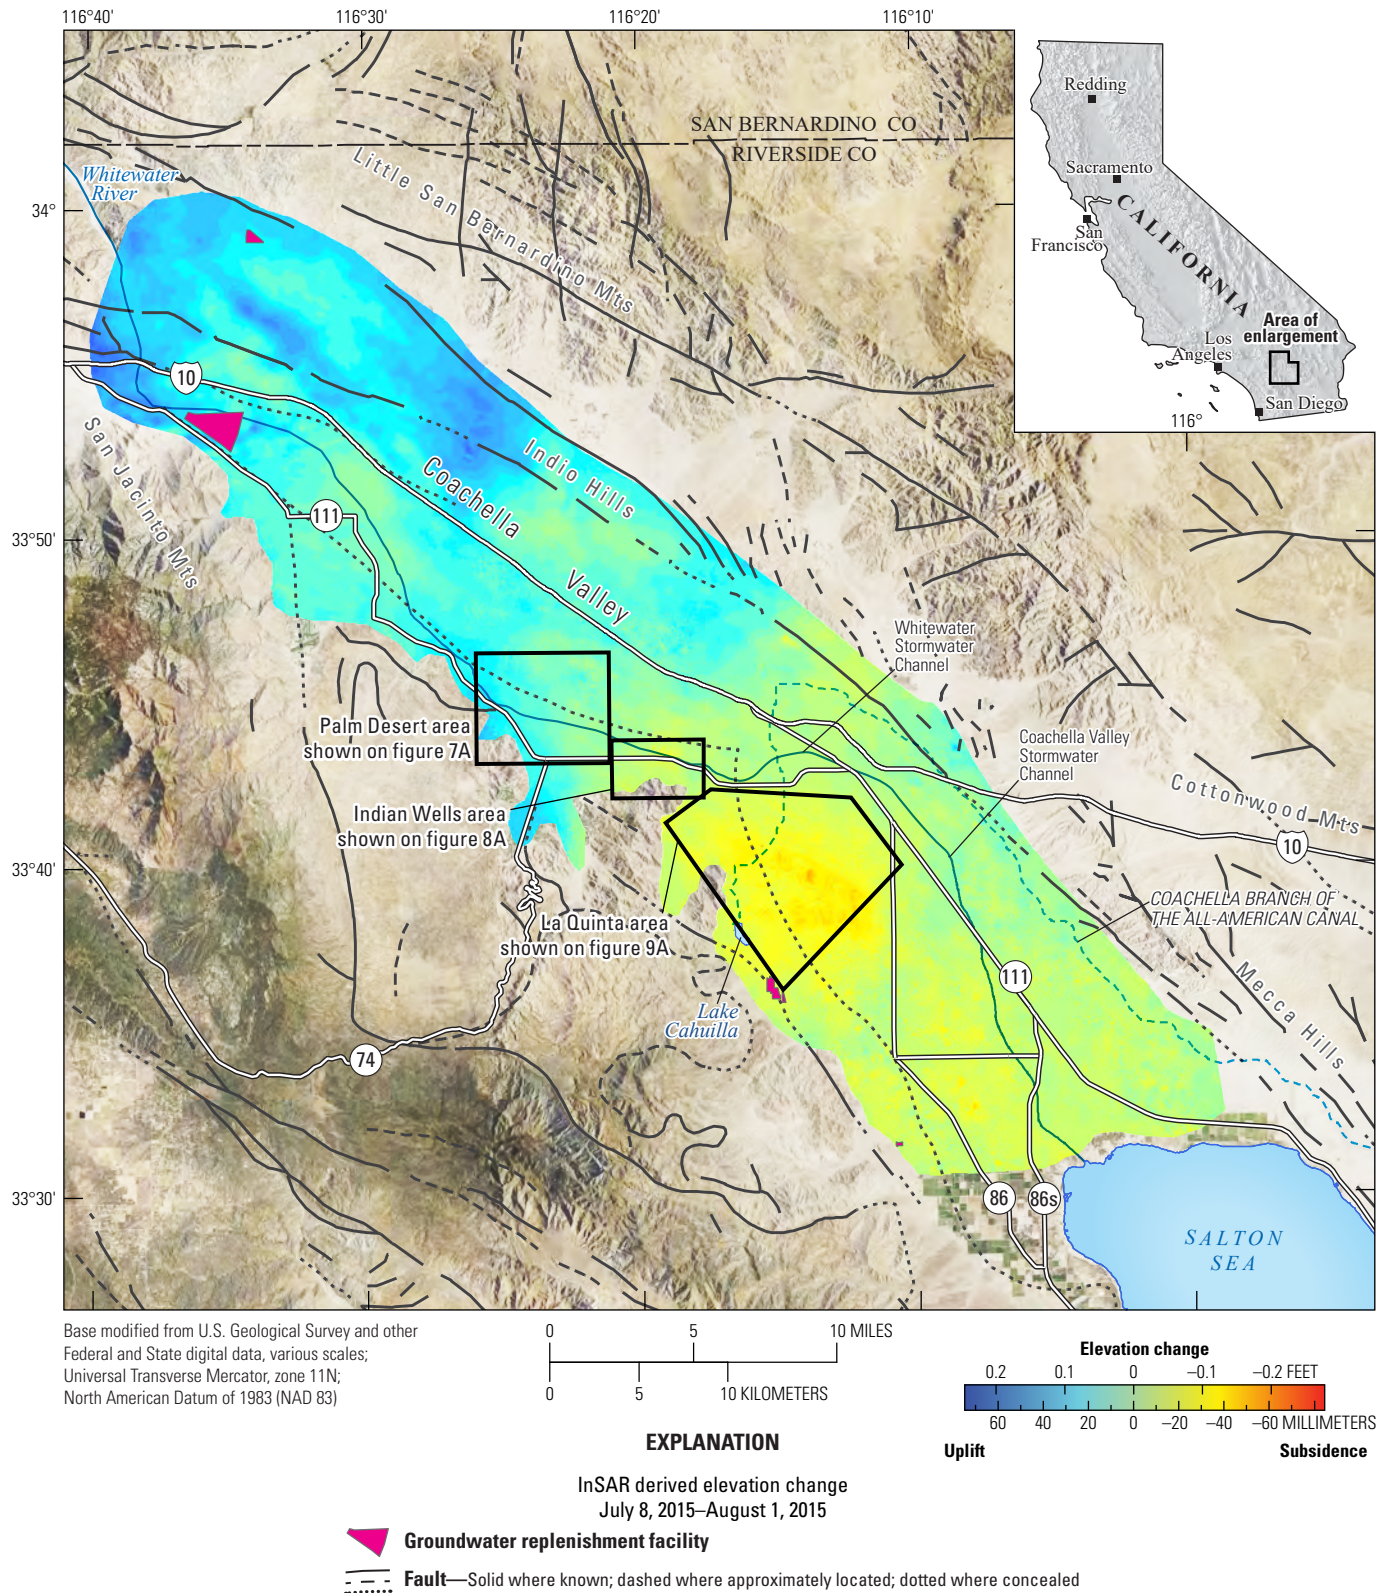 116°40'
116°30'
116°20'
116°10'
34°
33°50'
33°40'
33°30'
SAN BERNARDINO CO
RIVERSIDE CO
Whitewater
River
Little San Bernardino Mts
San Jacinto Mts
10
111
Coachella
Valley
Indio Hills
Whitewater
Stormwater
Channel
Palm Desert area
shown on figure 7A
Indian Wells area
shown on figure 8A
La Quinta area
shown on figure 9A
Coachella Valley
Stormwater
Channel
Cottonwood Mts
10
COACHELLA BRANCH OF
THE ALL-AMERICAN CANAL
Mecca Hills
111
Lake
Cahuilla
74
86
86s
SALTON
SEA
Redding
Sacramento
San
Francisco
CALIFORNIA
Area of
enlargement
Los
Angeles
San Diego
116°
Base modified from U.S. Geological Survey and other
Federal and State digital data, various scales;
Universal Transverse Mercator, zone 11N;
North American Datum of 1983 (NAD 83)
0 5 10 MILES
0 5 10 KILOMETERS
Elevation change
0.2 0.1 0 –0.1 –0.2 FEET
60 40 20 0 –20 –40 –60 MILLIMETERS
Uplift Subsidence
EXPLANATION
InSAR derived elevation change
July 8, 2015–August 1, 2015
Groundwater replenishment facility
Fault—Solid where known; dashed where approximately located; dotted where concealed